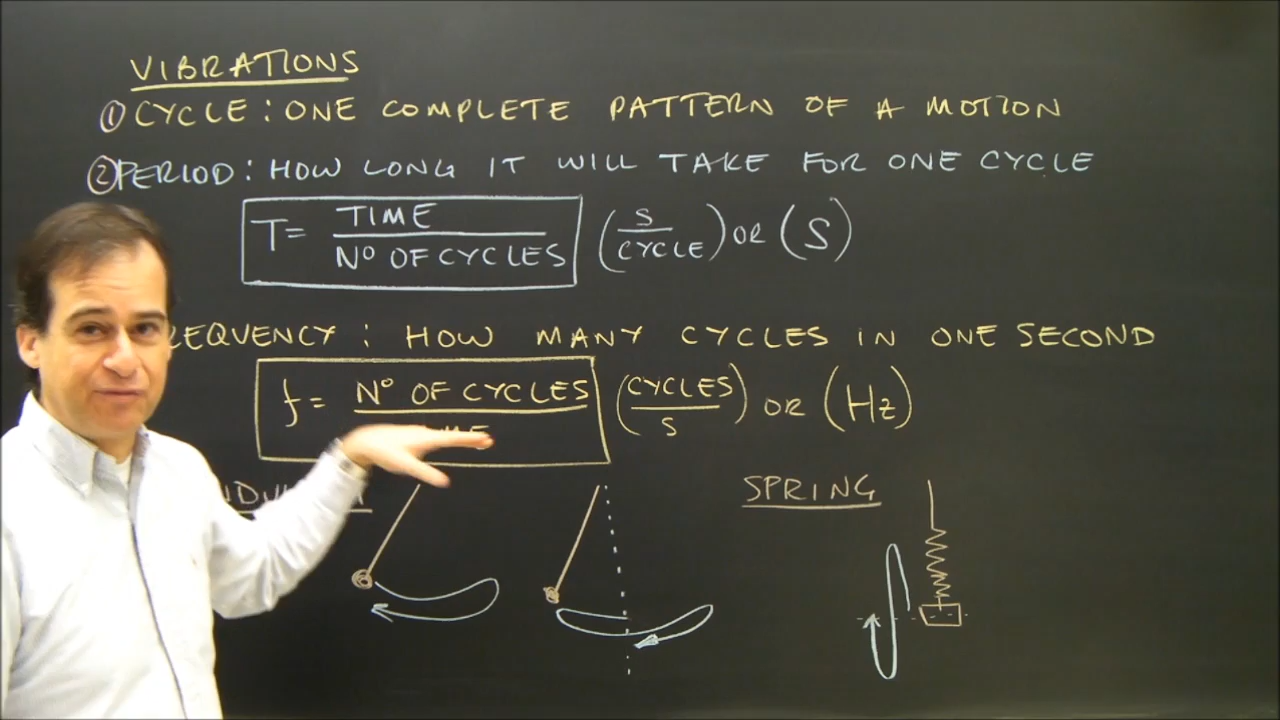 VIBRATIONS
① CYCLE: ONE COMPLETE PATTERN OF A MOTION
② PERIOD: HOW LONG IT WILL TAKE FOR ONE CYCLE
T = TIME / Nº OF CYCLES (S / CYCLE) OR (S)
REQUENCY: HOW MANY CYCLES IN ONE SECOND
f = Nº OF CYCLES / (CYCLES / S) OR (Hz)
SPRING